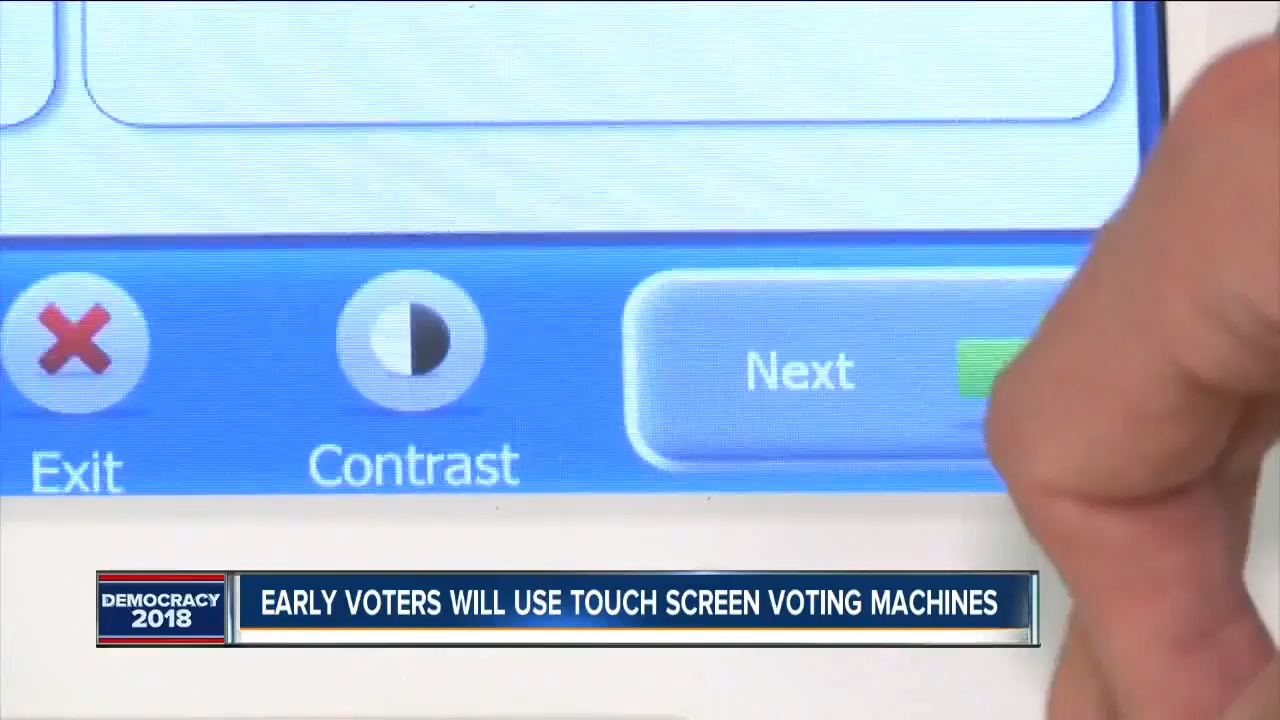 Next
Exit
Contrast
DEMOCRACY
2018
EARLY VOTERS WILL USE TOUCH SCREEN VOTING MACHINES